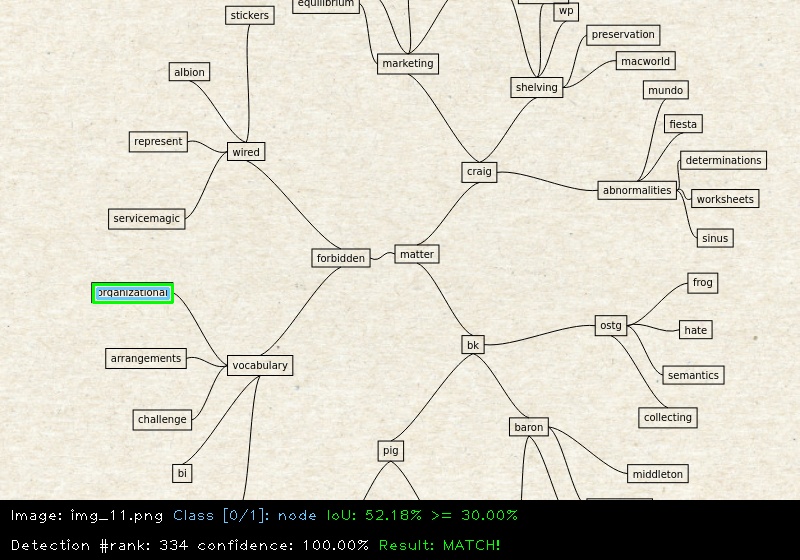 equilibrium
stickers
wp
preservation
marketing
macworld
albion
shelving
mundo
fiesta
represent
wired
determinations
craig
abnormalities
worksheets
servicemagic
sinus
forbidden
matter
frog
organizational
ostg
hate
bk
arrangements
vocabulary
semantics
challenge
collecting
baron
pig
bi
middleton
Image: img_11.png Class [0/1]: node IoU: 52.18% >= 30.00%
Detection #rank: 334 confidence: 100.00% Result: MATCH!